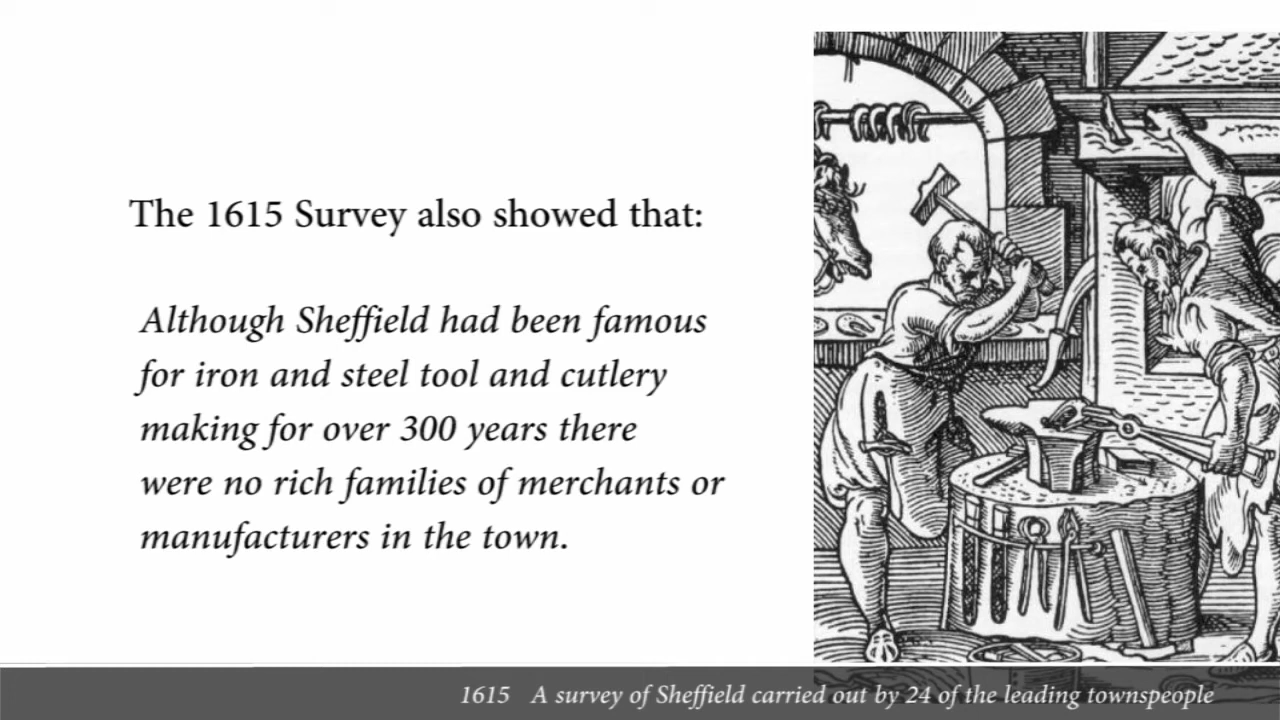 The 1615 Survey also showed that:
Although Sheffield had been famous
for iron and steel tool and cutlery
making for over 300 years there
were no rich families of merchants or
manufacturers in the town.
1615 A survey of Sheffield carried out by 24 of the leading townspeople